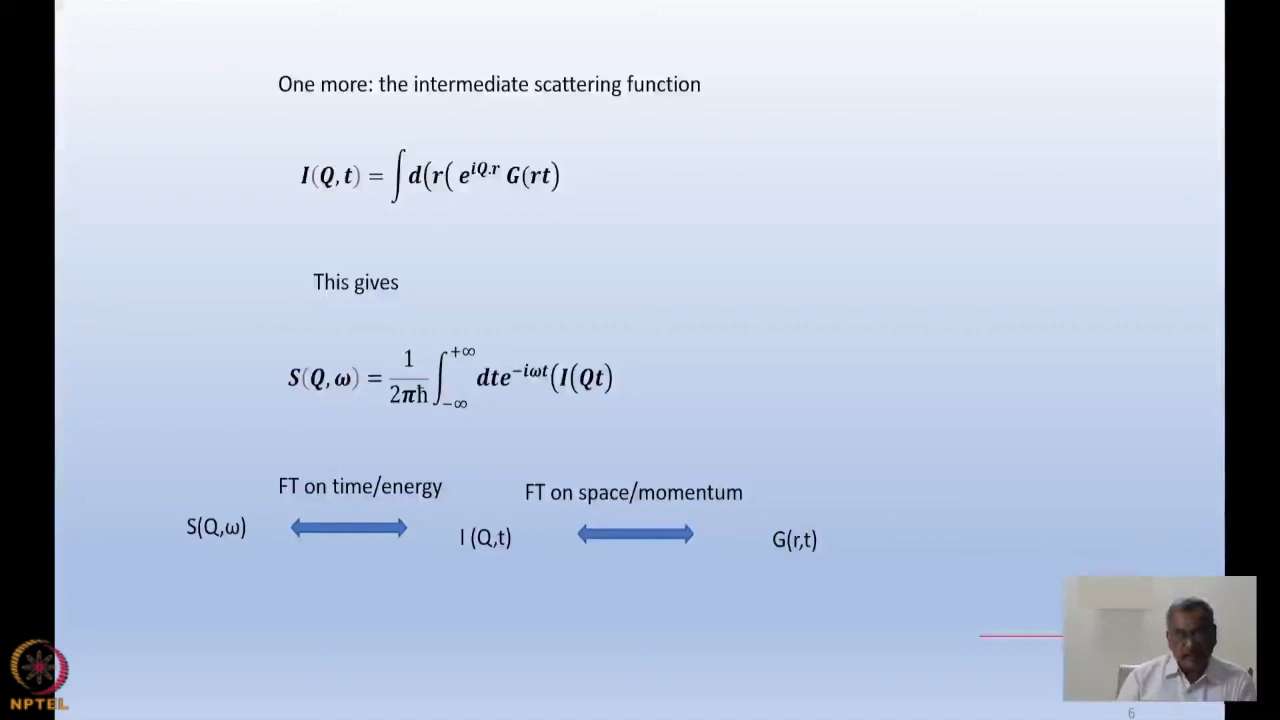 One more: the intermediate scattering function
I(Q, t) = ∫ d(r( e^{iQ.r} G(rt)
This gives
S(Q, ω) = \frac{1}{2πħ} ∫_{-∞}^{+∞} dte^{-iωt}(I(Qt)
FT on time/energy
FT on space/momentum
S(Q,ω)
I (Q,t)
G(r,t)
NPTEL
6